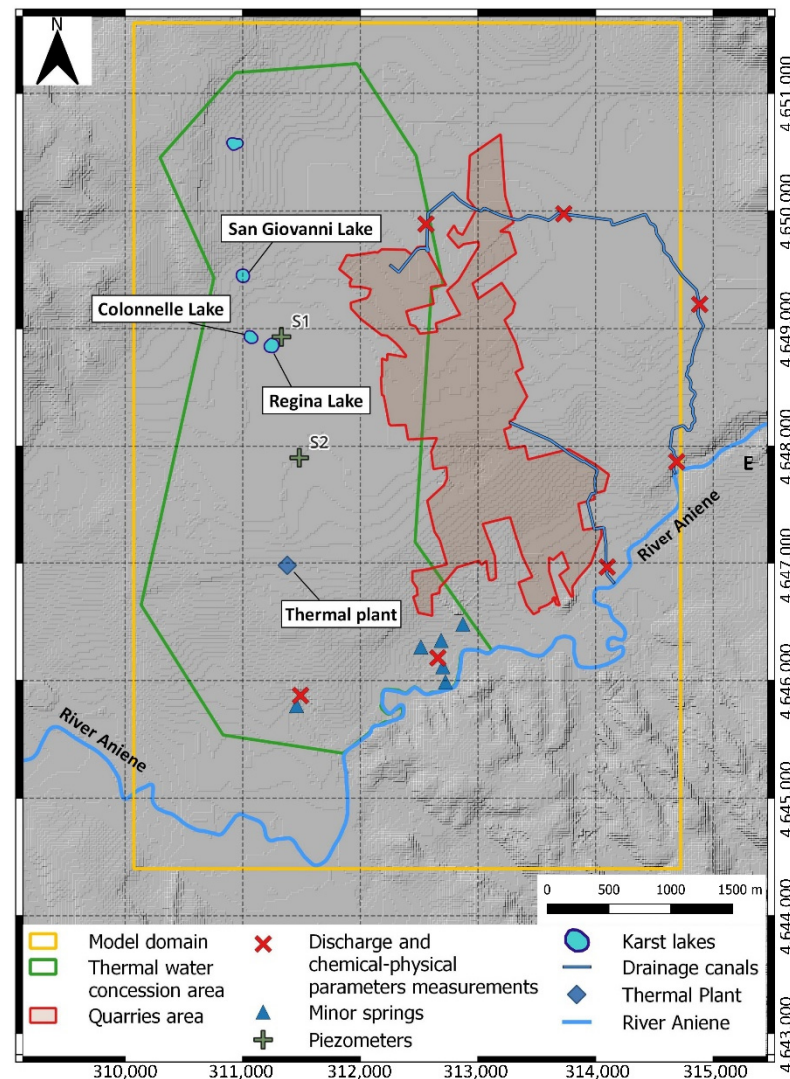 N
4 651 000
4 650 000
4 649 000
4 648 000
4 647 000
4 646 000
4 645 000
4 644 000
4 643 000
San Giovanni Lake
Colonnelle Lake
S1
Regina Lake
S2
E
River Aniene
Thermal plant
River Aniene
0 500 1000 1500 m
Model domain
Thermal water
concession area
Quarries area
Discharge and
chemical-physical
parameters measurements
Minor springs
Piezometers
Karst lakes
Drainage canals
Thermal Plant
River Aniene
310,000 311,000 312,000 313,000 314,000 315,000